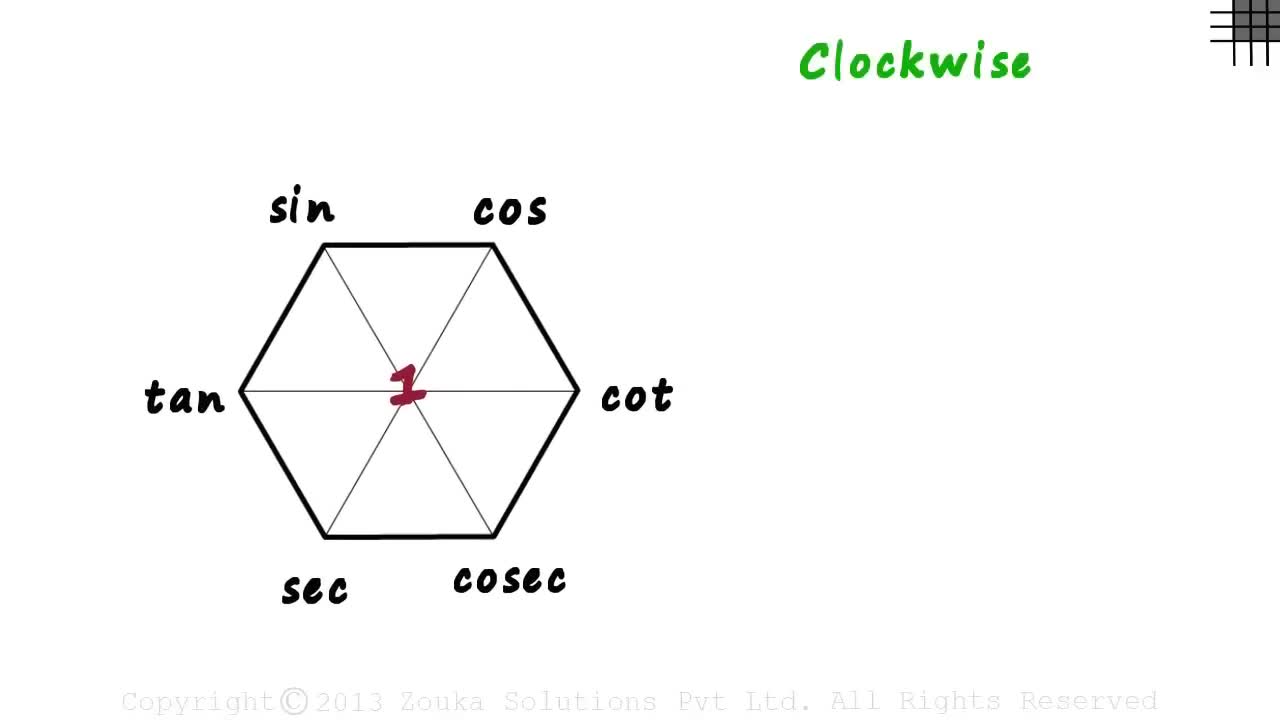 Clockwise
sin cos
tan 1 cot
sec cosec
Copyright© 2013 Zouka Solutions Pvt Ltd. All Rights Reserved